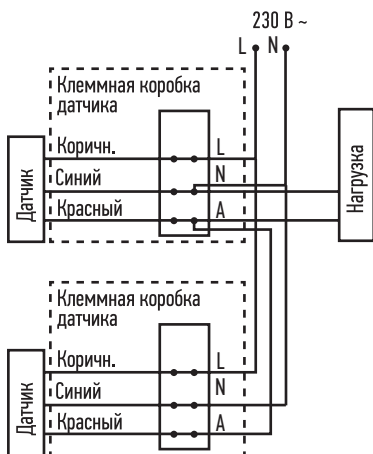 230 В ~
L N
Клеммная коробка
датчика
Коричн.
L
Синий
N
Красный
A
Датчик
Нагрузка
Клеммная коробка
датчика
Коричн.
L
Синий
N
Красный
A
Датчик